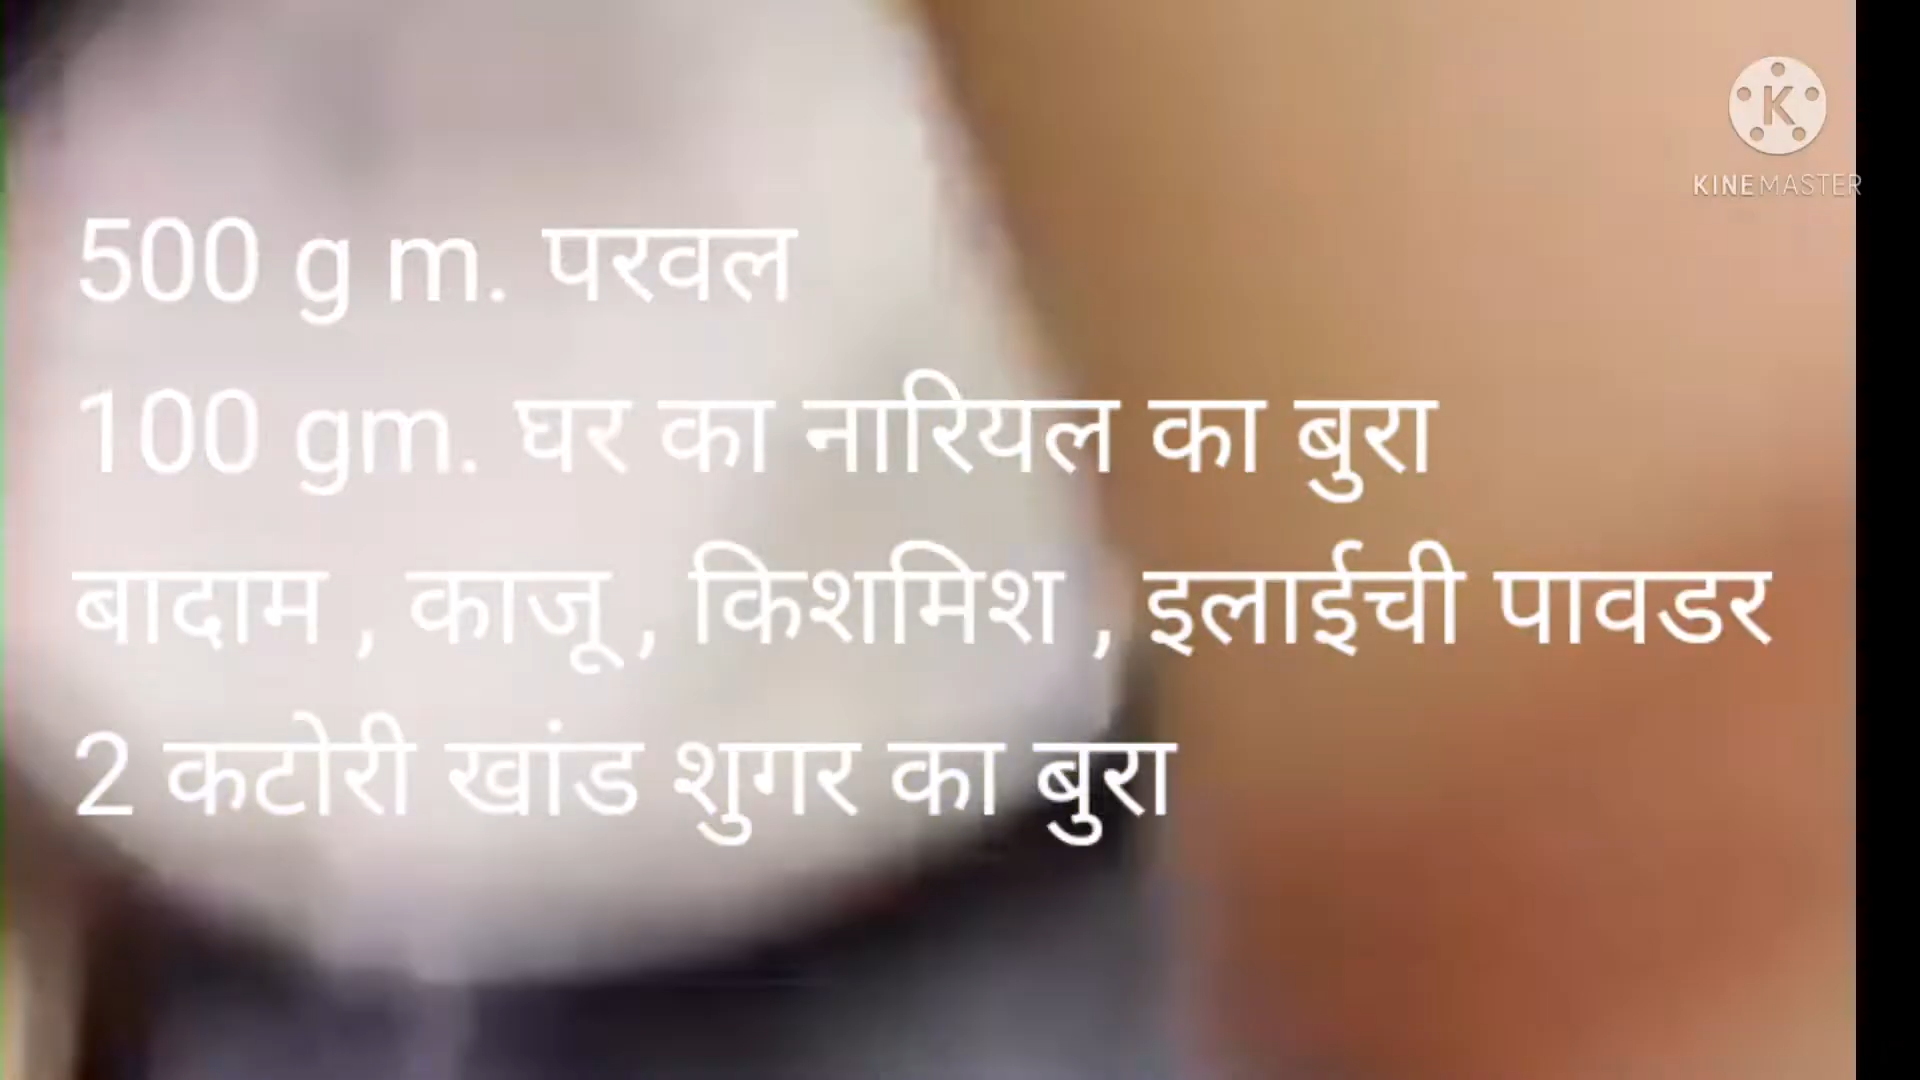 KINEMASTER
500 g m. परवल
100 gm. घर का नारियल का बुरा
बादाम , काजू , किशमिश , इलाईची पावडर
2 कटोरी खांड शुगर का बुरा